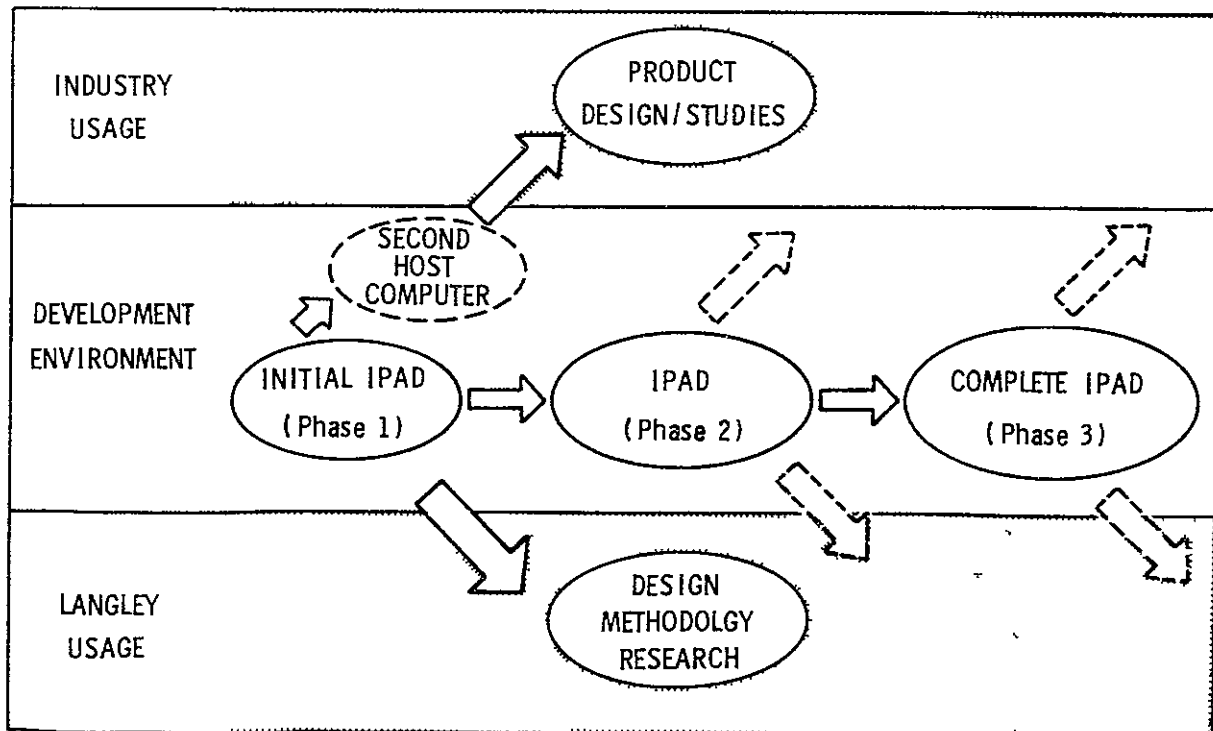 INDUSTRY
USAGE
PRODUCT
DESIGN/STUDIES
DEVELOPMENT
ENVIRONMENT
SECOND
HOST
COMPUTER
INITIAL IPAD
(Phase 1)
IPAD
(Phase 2)
COMPLETE IPAD
(Phase 3)
LANGLEY
USAGE
DESIGN
METHODOLGY
RESEARCH